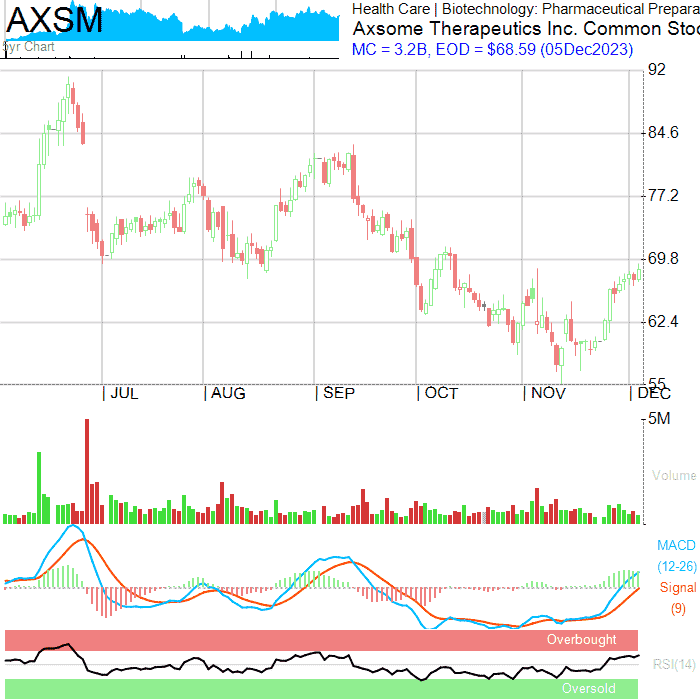 AXSM
5yr Chart
Health Care | Biotechnology: Pharmaceutical Prepara
Axsome Therapeutics Inc. Common Stoc
MC = 3.2B, EOD = $68.59 (05Dec2023)
92
84.6
77.2
69.8
62.4
55
| JUL | AUG | SEP | OCT | NOV | DEC
5M
Volume
MACD
(12-26)
Signal
(9)
Overbought
RSI(14)
Oversold